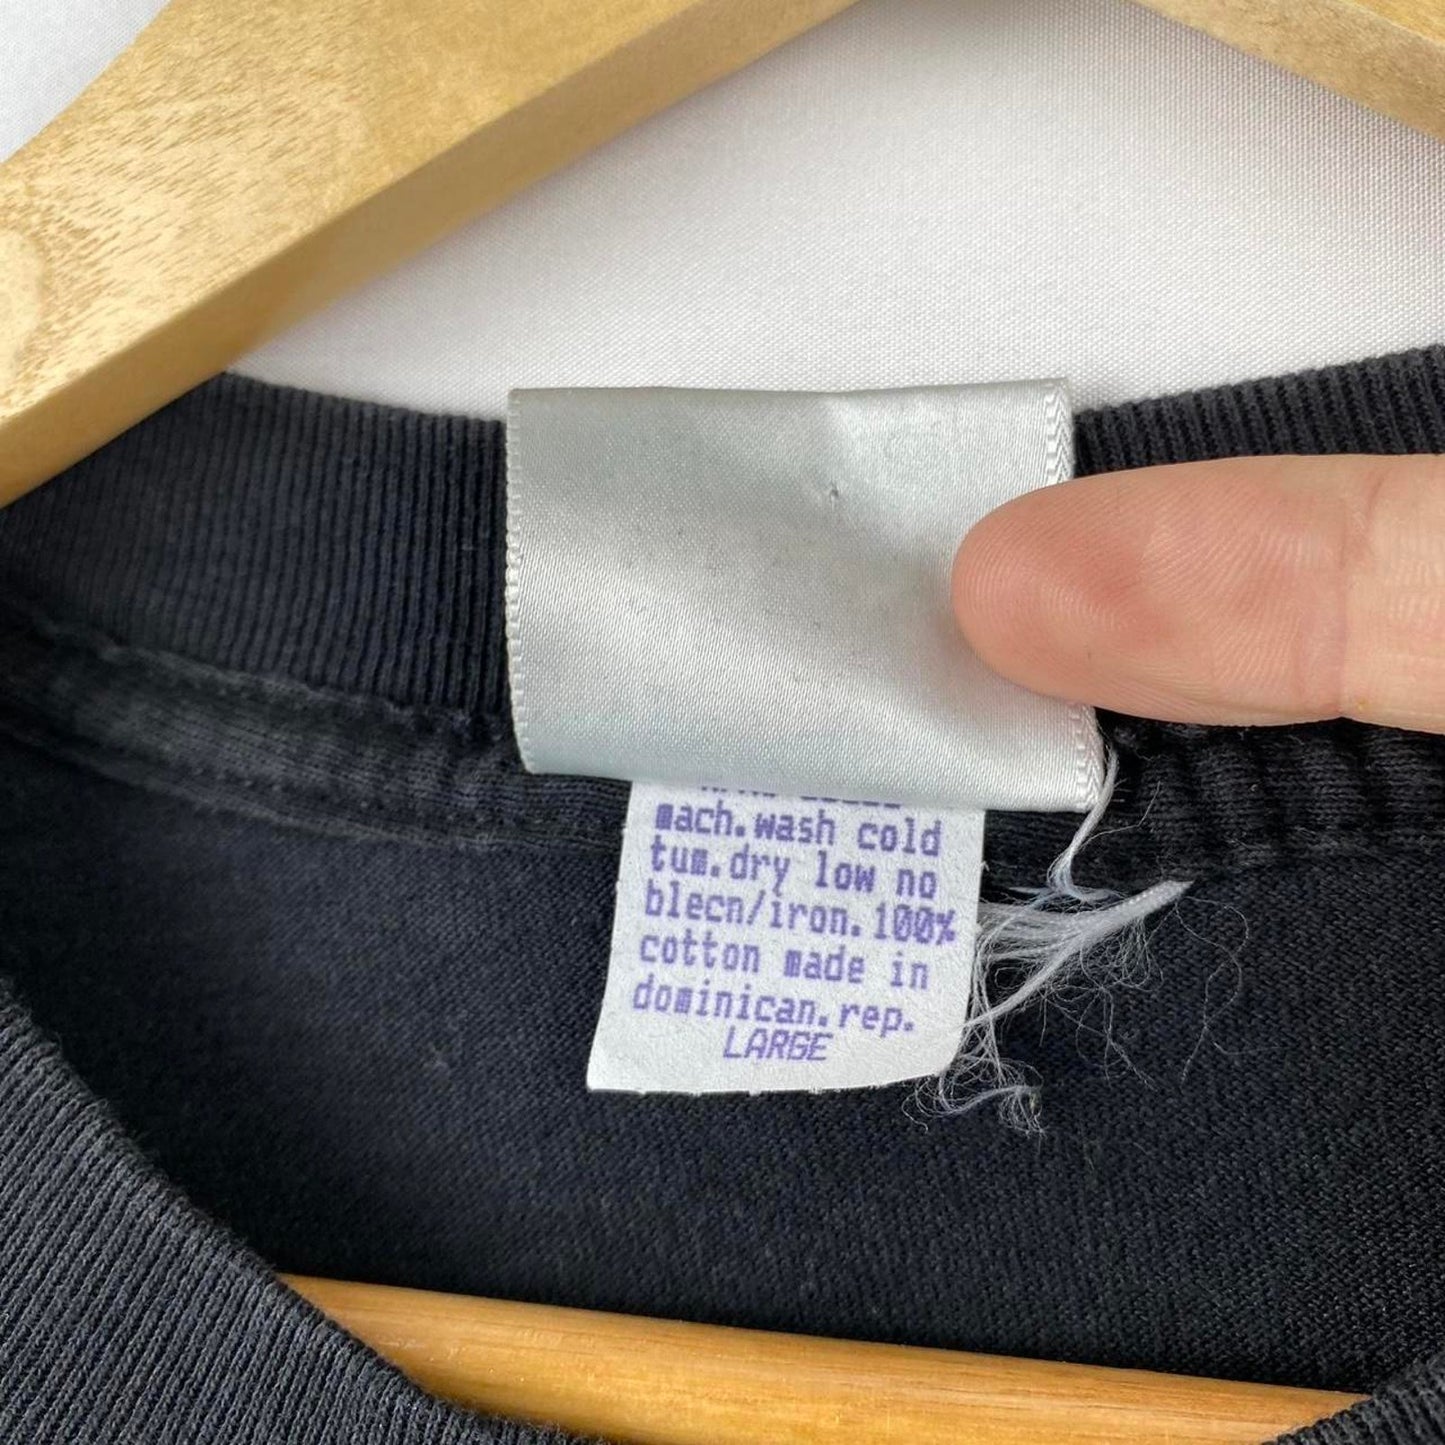 mach.wash cold
tum.dry low no
blecn/iron.100%
cotton made in
dominican.rep.
LARGE